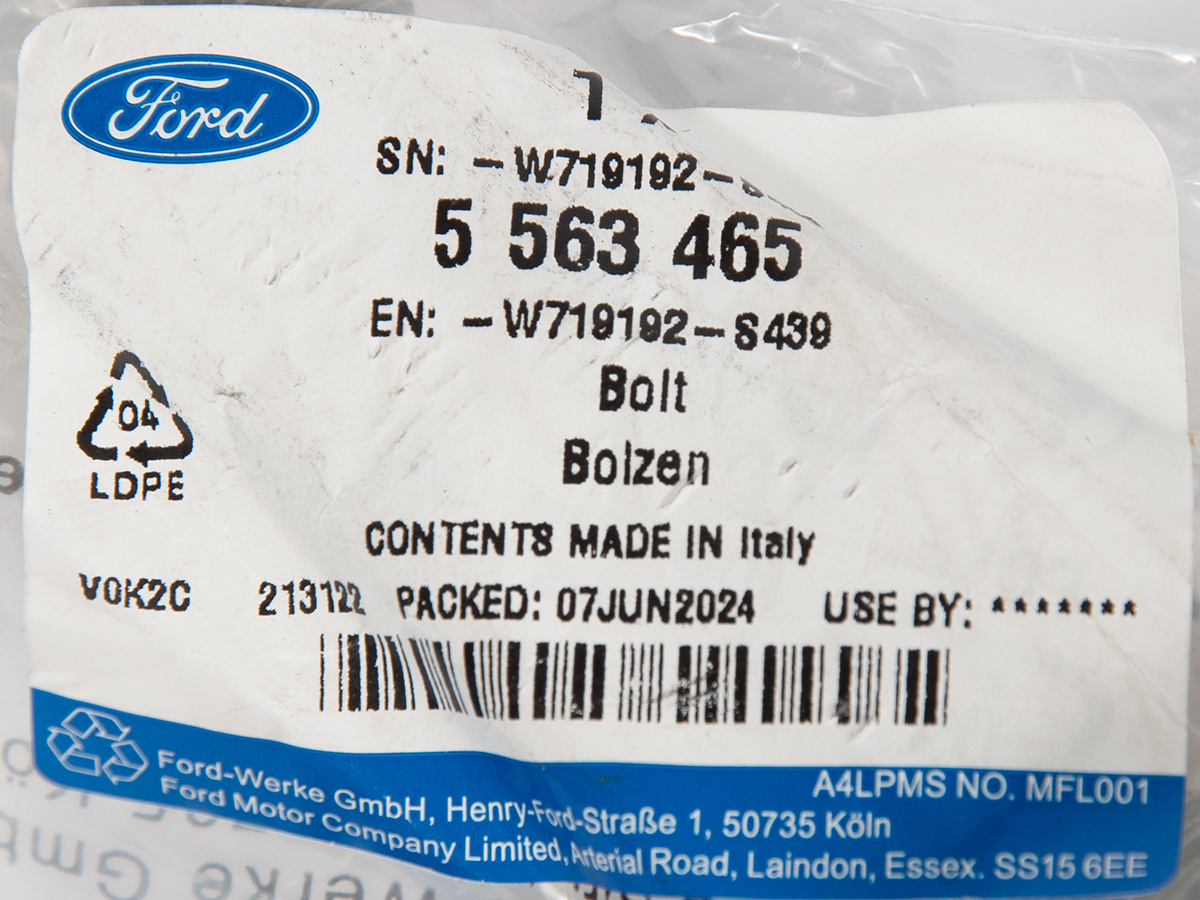 Ford
SN: -W719192-
5 563 465
EN: -W719192-S439
Bolt
Bolzen
04
LDPE
CONTENTS MADE IN Italy
V0K2C 213122 PACKED: 07JUN2024 USE BY: *******
A4LPMS NO. MFL001
Ford-Werke GmbH, Henry-Ford-Straße 1, 50735 Köln
Ford Motor Company Limited, Arterial Road, Laindon, Essex. SS15 6EE